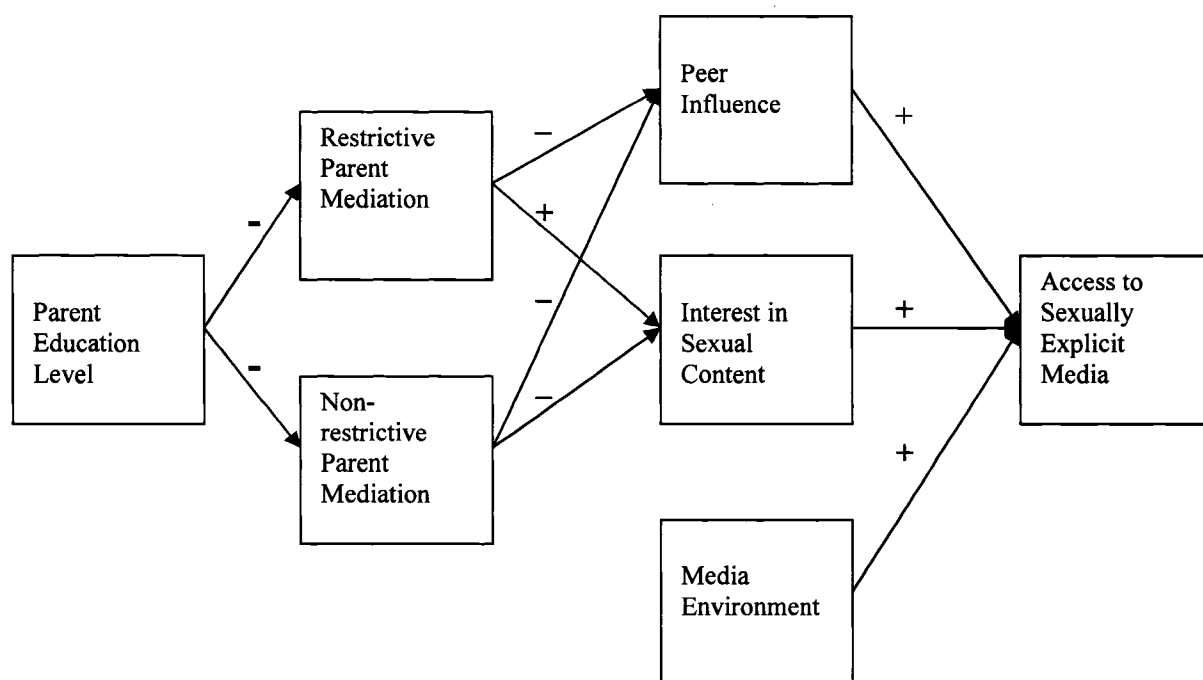 Parent
Education
Level
-
-
Restrictive
Parent
Mediation
Non-
restrictive
Parent
Mediation
–
+
–
–
Peer
Influence
Interest in
Sexual
Content
Media
Environment
+
+
+
Access to
Sexually
Explicit
Media